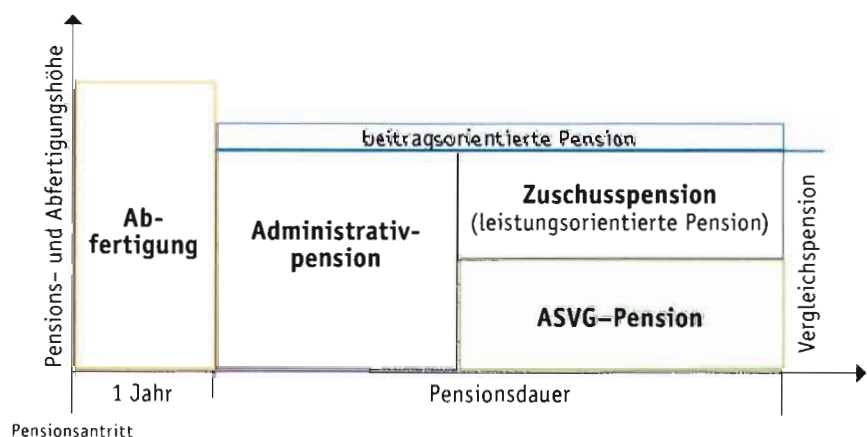 Pensions- und Abfertigungshöhe
beitragsorientierte Pension
Ab-
fertigung
Administrativ-
pension
Zuschusspension
(leistungsorientierte Pension)
ASVG-Pension
Vergleichspension
1 Jahr
Pensionsdauer
Pensionsantritt